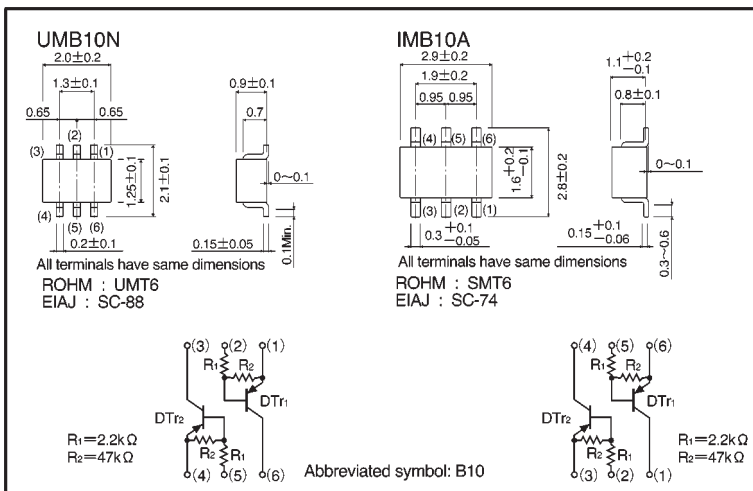 UMB10N
2.0±0.2
1.3±0.1
0.65
0.65
(2)
(3)
(1)
(4)
(5)
(6)
1.25±0.1
2.1±0.1
0.2±0.1
0.9±0.1
0.7
0~0.1
0.15±0.05
0.1Min.
All terminals have same dimensions
ROHM : UMT6
EIAJ : SC-88
IMB10A
2.9±0.2
1.9±0.2
0.95
0.95
(4)
(5)
(6)
(3)
(2)
(1)
1.6 +0.2 −0.1
2.8±0.2
0.3 +0.1 −0.05
1.1 +0.2 −0.1
0.8±0.1
0~0.1
0.15 +0.1 −0.06
0.3~0.6
All terminals have same dimensions
ROHM : SMT6
EIAJ : SC-74
(3)
(2)
(1)
R1
R2
DTr1
DTr2
R2
R1
(4)
(5)
(6)
R1=2.2kΩ
R2=47kΩ
Abbreviated symbol: B10
(4)
(5)
(6)
R1
R2
DTr1
DTr2
R2
R1
(3)
(2)
(1)
R1=2.2kΩ
R2=47kΩ